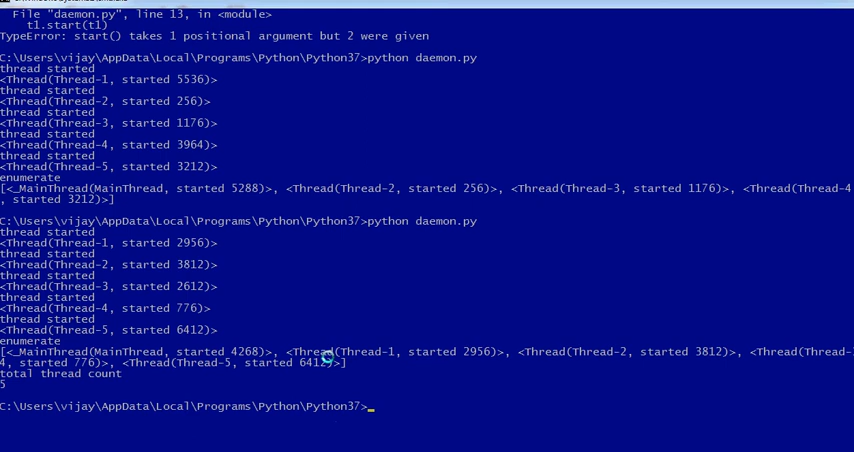 File "daemon.py", line 13, in <module>
t1.start(t1)
TypeError: start() takes 1 positional argument but 2 were given
C:\Users\vijay\AppData\Local\Programs\Python\Python37>python daemon.py
thread started
<Thread(Thread-1, started 5536)>
thread started
<Thread(Thread-2, started 256)>
thread started
<Thread(Thread-3, started 1176)>
thread started
<Thread(Thread-4, started 3964)>
thread started
<Thread(Thread-5, started 3212)>
enumerate
[<_MainThread(MainThread, started 5288)>, <Thread(Thread-2, started 256)>, <Thread(Thread-3, started 1176)>, <Thread(Thread-4
, started 3212)>]
C:\Users\vijay\AppData\Local\Programs\Python\Python37>python daemon.py
thread started
<Thread(Thread-1, started 2956)>
thread started
<Thread(Thread-2, started 3812)>
thread started
<Thread(Thread-3, started 2612)>
thread started
<Thread(Thread-4, started 776)>
thread started
<Thread(Thread-5, started 6412)>
enumerate
[<_MainThread(MainThread, started 4268)>, <Thread(Thread-1, started 2956)>, <Thread(Thread-2, started 3812)>, <Thread(Thread-
4, started 776)>, <Thread(Thread-5, started 6412)>]
total thread count
5
C:\Users\vijay\AppData\Local\Programs\Python\Python37>